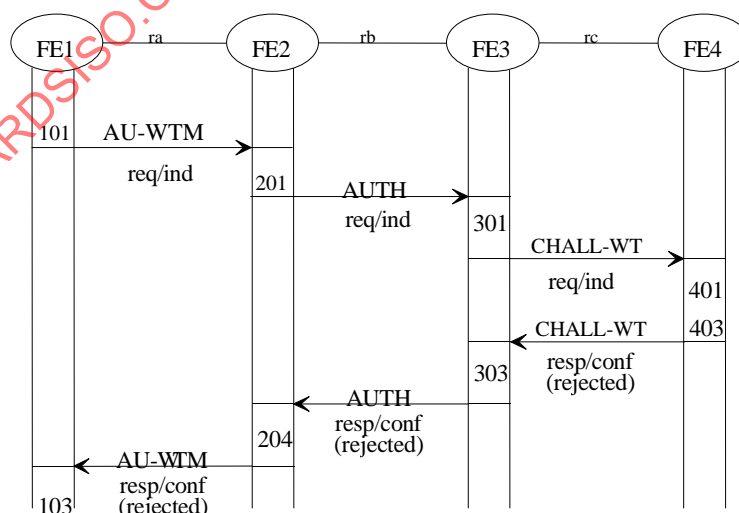 FE1 ra FE2 rb FE3 rc FE4
101 AU-WTM
req/ind
201 AUTH
req/ind
301
CHALL-WT
req/ind
401
CHALL-WT 403
resp/conf
(rejected)
303
AUTH
resp/conf
(rejected)
204
AU-WTM
resp/conf
(rejected)
103
ARDSISO.C